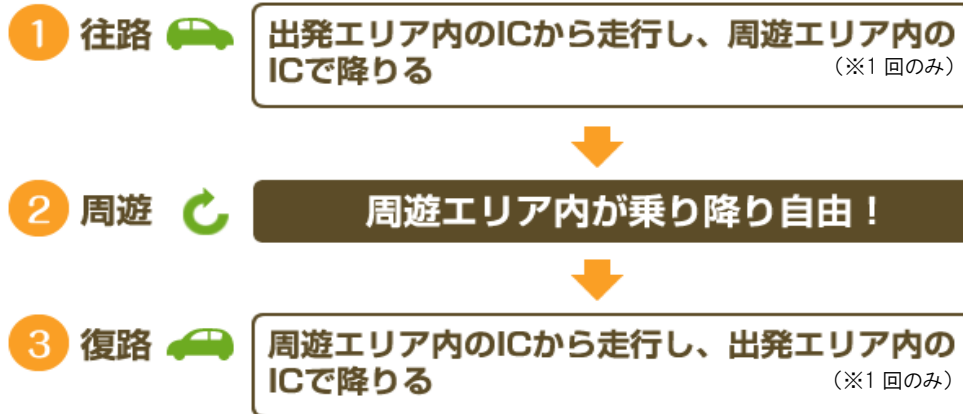 1 往路
出発エリア内のICから走行し、周遊エリア内の
ICで降りる (※1 回のみ)
2 周遊
周遊エリア内が乗り降り自由！
3 復路
周遊エリア内のICから走行し、出発エリア内の
ICで降りる (※1 回のみ)